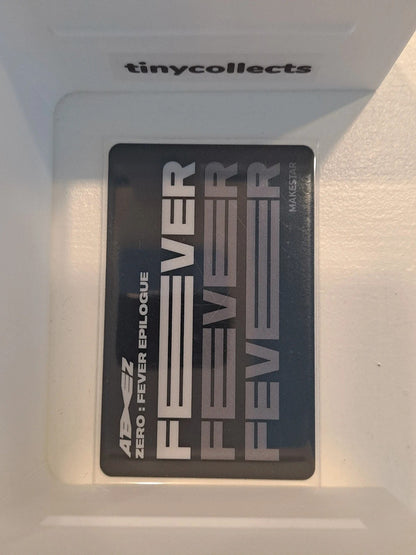 tinycollects
ATEEZ
ZERO : FEVER EPILOGUE
FEVER
FEVER
FEVER
MAKESTAR